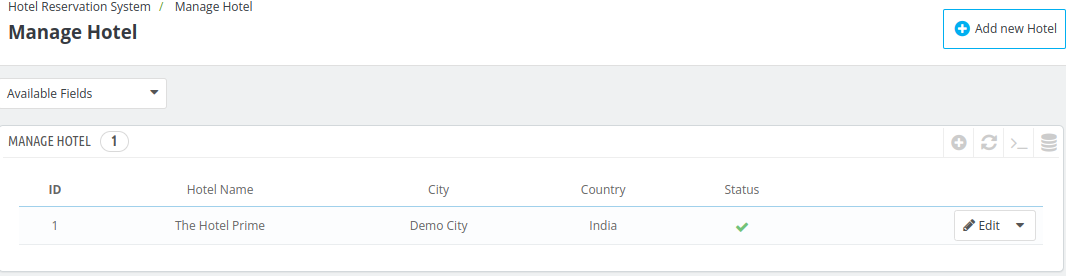 Hotel Reservation System / Manage Hotel
Manage Hotel
Add new Hotel
Available Fields
MANAGE HOTEL 1
ID Hotel Name City Country Status
1 The Hotel Prime Demo City India Edit